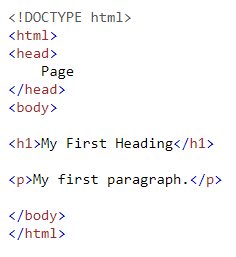 <!DOCTYPE html>
<html>
<head>
    Page
</head>
<body>

<h1>My First Heading</h1>

<p>My first paragraph.</p>

</body>
</html>